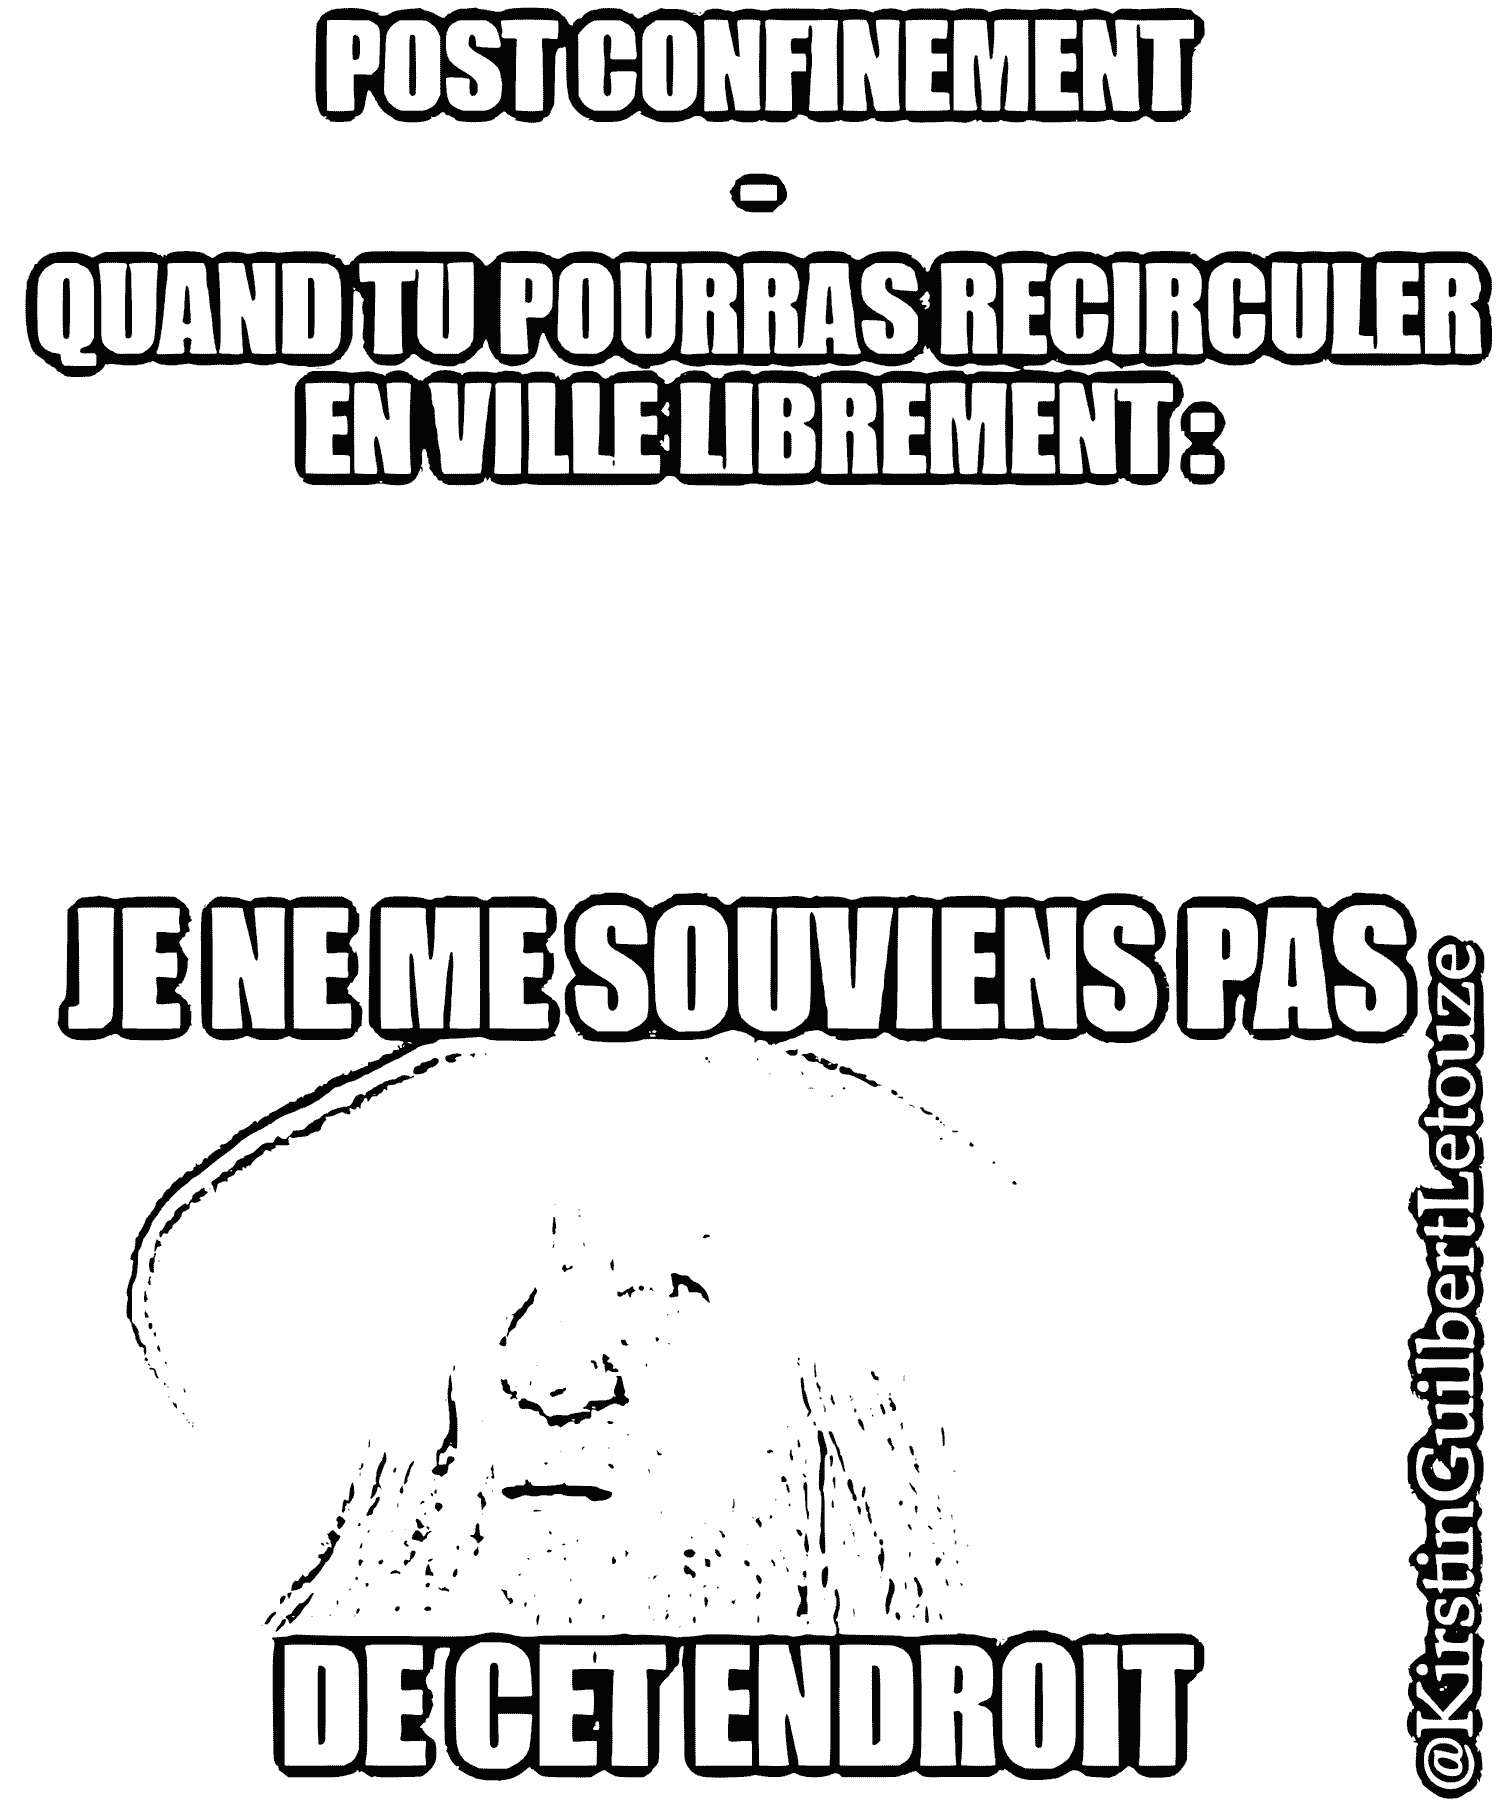 POST CONFINEMENT
-
QUAND TU POURRAS RECIRCULER
EN VILLE LIBREMENT :
JE NE ME SOUVIENS PAS
DE CET ENDROIT
@KirstinGuilbertLetouze